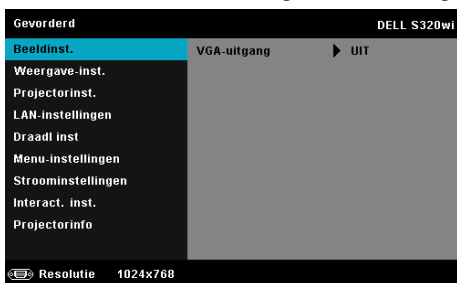 Gevorderd DELL S320wi
Beeldinst. VGA-uitgang UIT
Weergave-inst.
Projectorinst.
LAN-instellingen
Draadl inst
Menu-instellingen
Stroominstellingen
Interact. inst.
Projectorinfo
Resolutie 1024x768